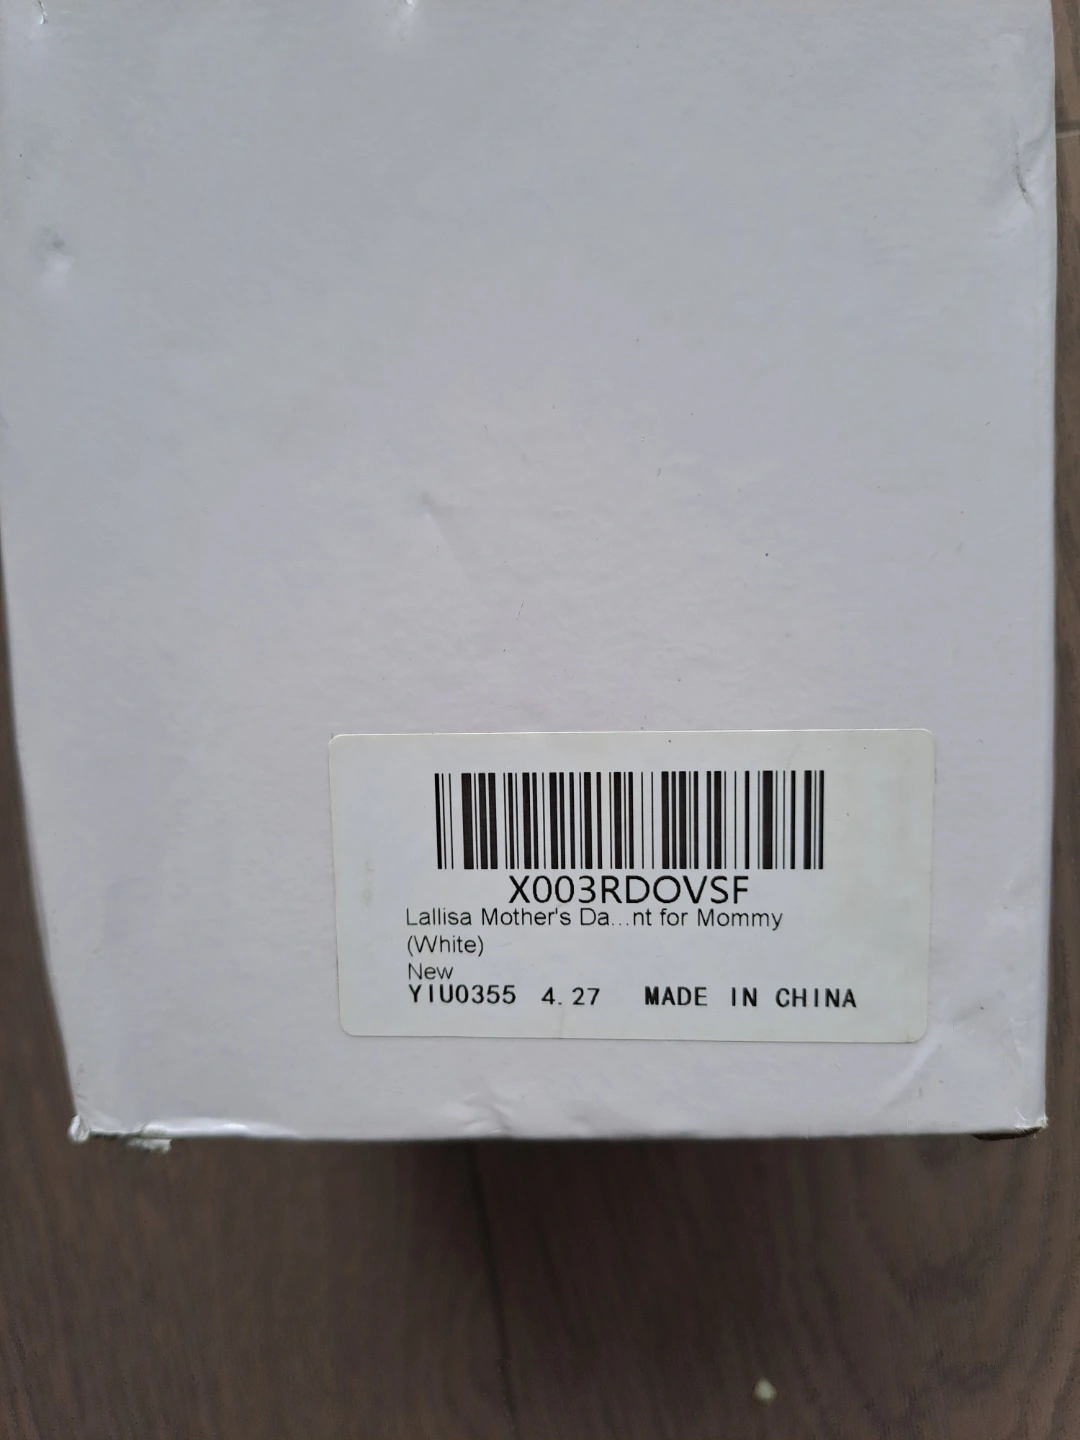 X003RDOVSF
Lallisa Mother's Da...nt for Mommy
(White)
New
YIU0355 4.27 MADE IN CHINA